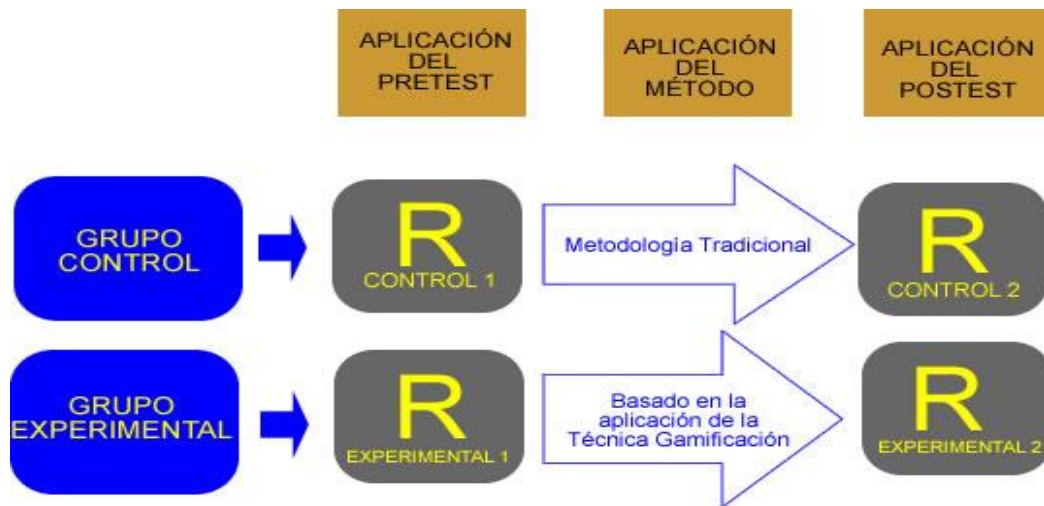 APLICACIÓN
DEL
PRETEST
APLICACIÓN
DEL
MÉTODO
APLICACIÓN
DEL
POSTEST
GRUPO
CONTROL
R
CONTROL 1
Metodología Tradicional
R
CONTROL 2
GRUPO
EXPERIMENTAL
R
EXPERIMENTAL 1
Basado en la
aplicación de la
Técnica Gamificación
R
EXPERIMENTAL 2